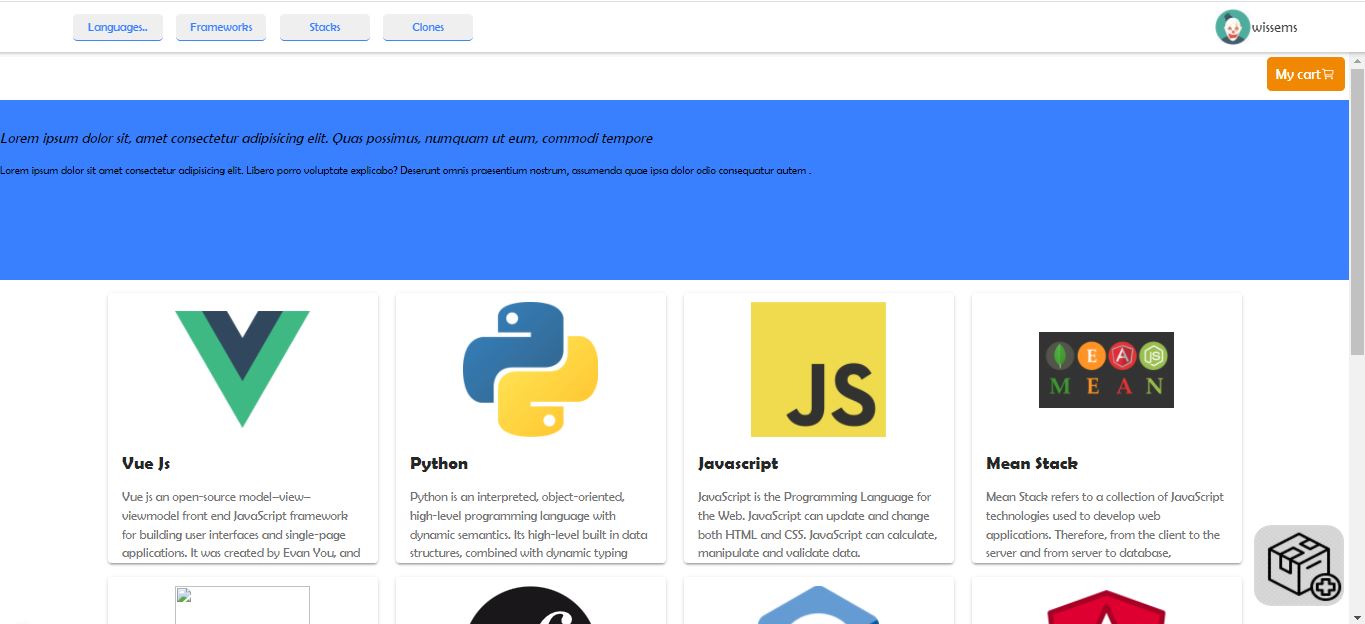 Languages.. Frameworks Stacks Clones wissems
My cart
Lorem ipsum dolor sit, amet consectetur adipisicing elit. Quas possimus, numquam ut eum, commodi tempore
Lorem ipsum dolor sit amet consectetur adipisicing elit. Libero porro voluptate explicabo? Deserunt omnis praesentium nostrum, assumenda quae ipsa dolor odio consequatur autem .
Vue Js
Vue js an open-source model–view–
viewmodel front end JavaScript framework
for building user interfaces and single-page
applications. It was created by Evan You, and
Python
Python is an interpreted, object-oriented,
high-level programming language with
dynamic semantics. Its high-level built in data
structures, combined with dynamic typing
JS
Javascript
JavaScript is the Programming Language for
the Web. JavaScript can update and change
both HTML and CSS. JavaScript can calculate,
manipulate and validate data.
E A JS
M E A N
Mean Stack
Mean Stack refers to a collection of JavaScript
technologies used to develop web
applications. Therefore, from the client to the
server and from server to database,